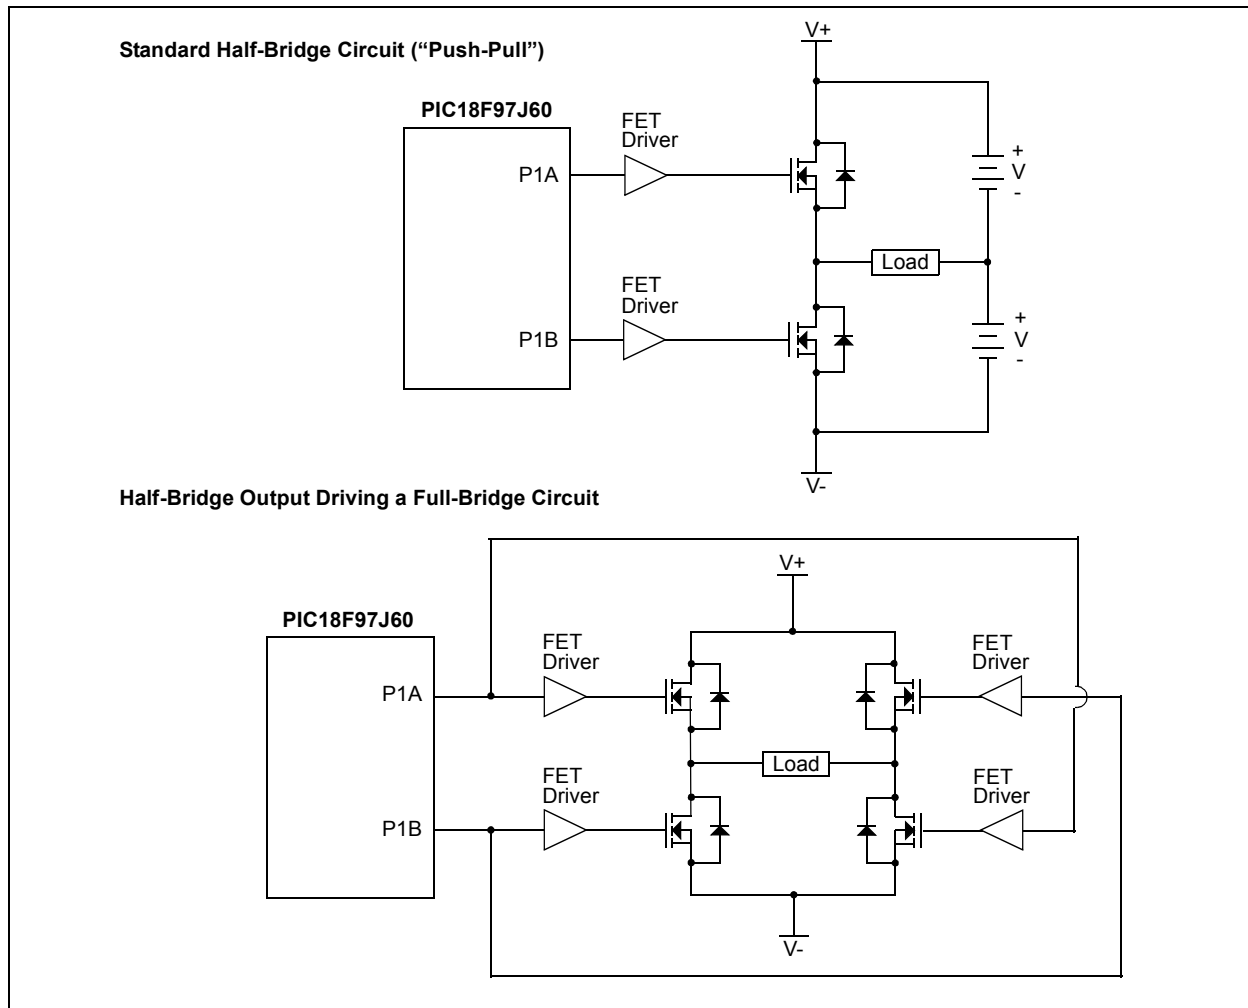 Standard Half-Bridge Circuit (“Push-Pull”)
V+
PIC18F97J60
FET
Driver
P1A
+
V
-
Load
FET
Driver
P1B
+
V
-
V-
Half-Bridge Output Driving a Full-Bridge Circuit
V+
PIC18F97J60
FET
Driver
FET
Driver
P1A
Load
FET
Driver
FET
Driver
P1B
V-